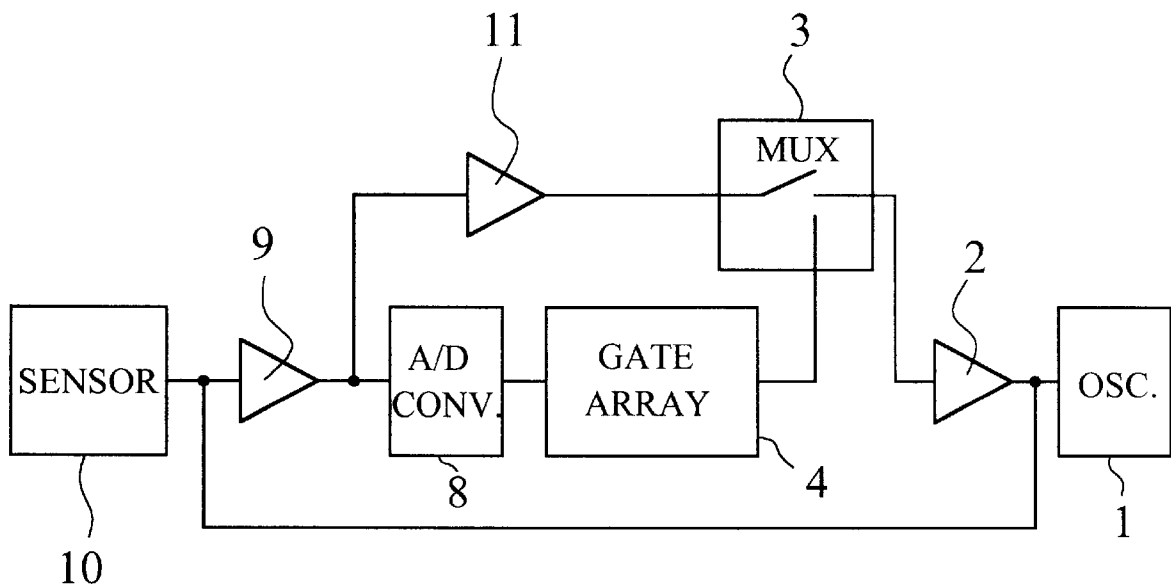 11
3
MUX
9
2
SENSOR
A/D
CONV.
GATE
ARRAY
OSC.
10
8
4
1